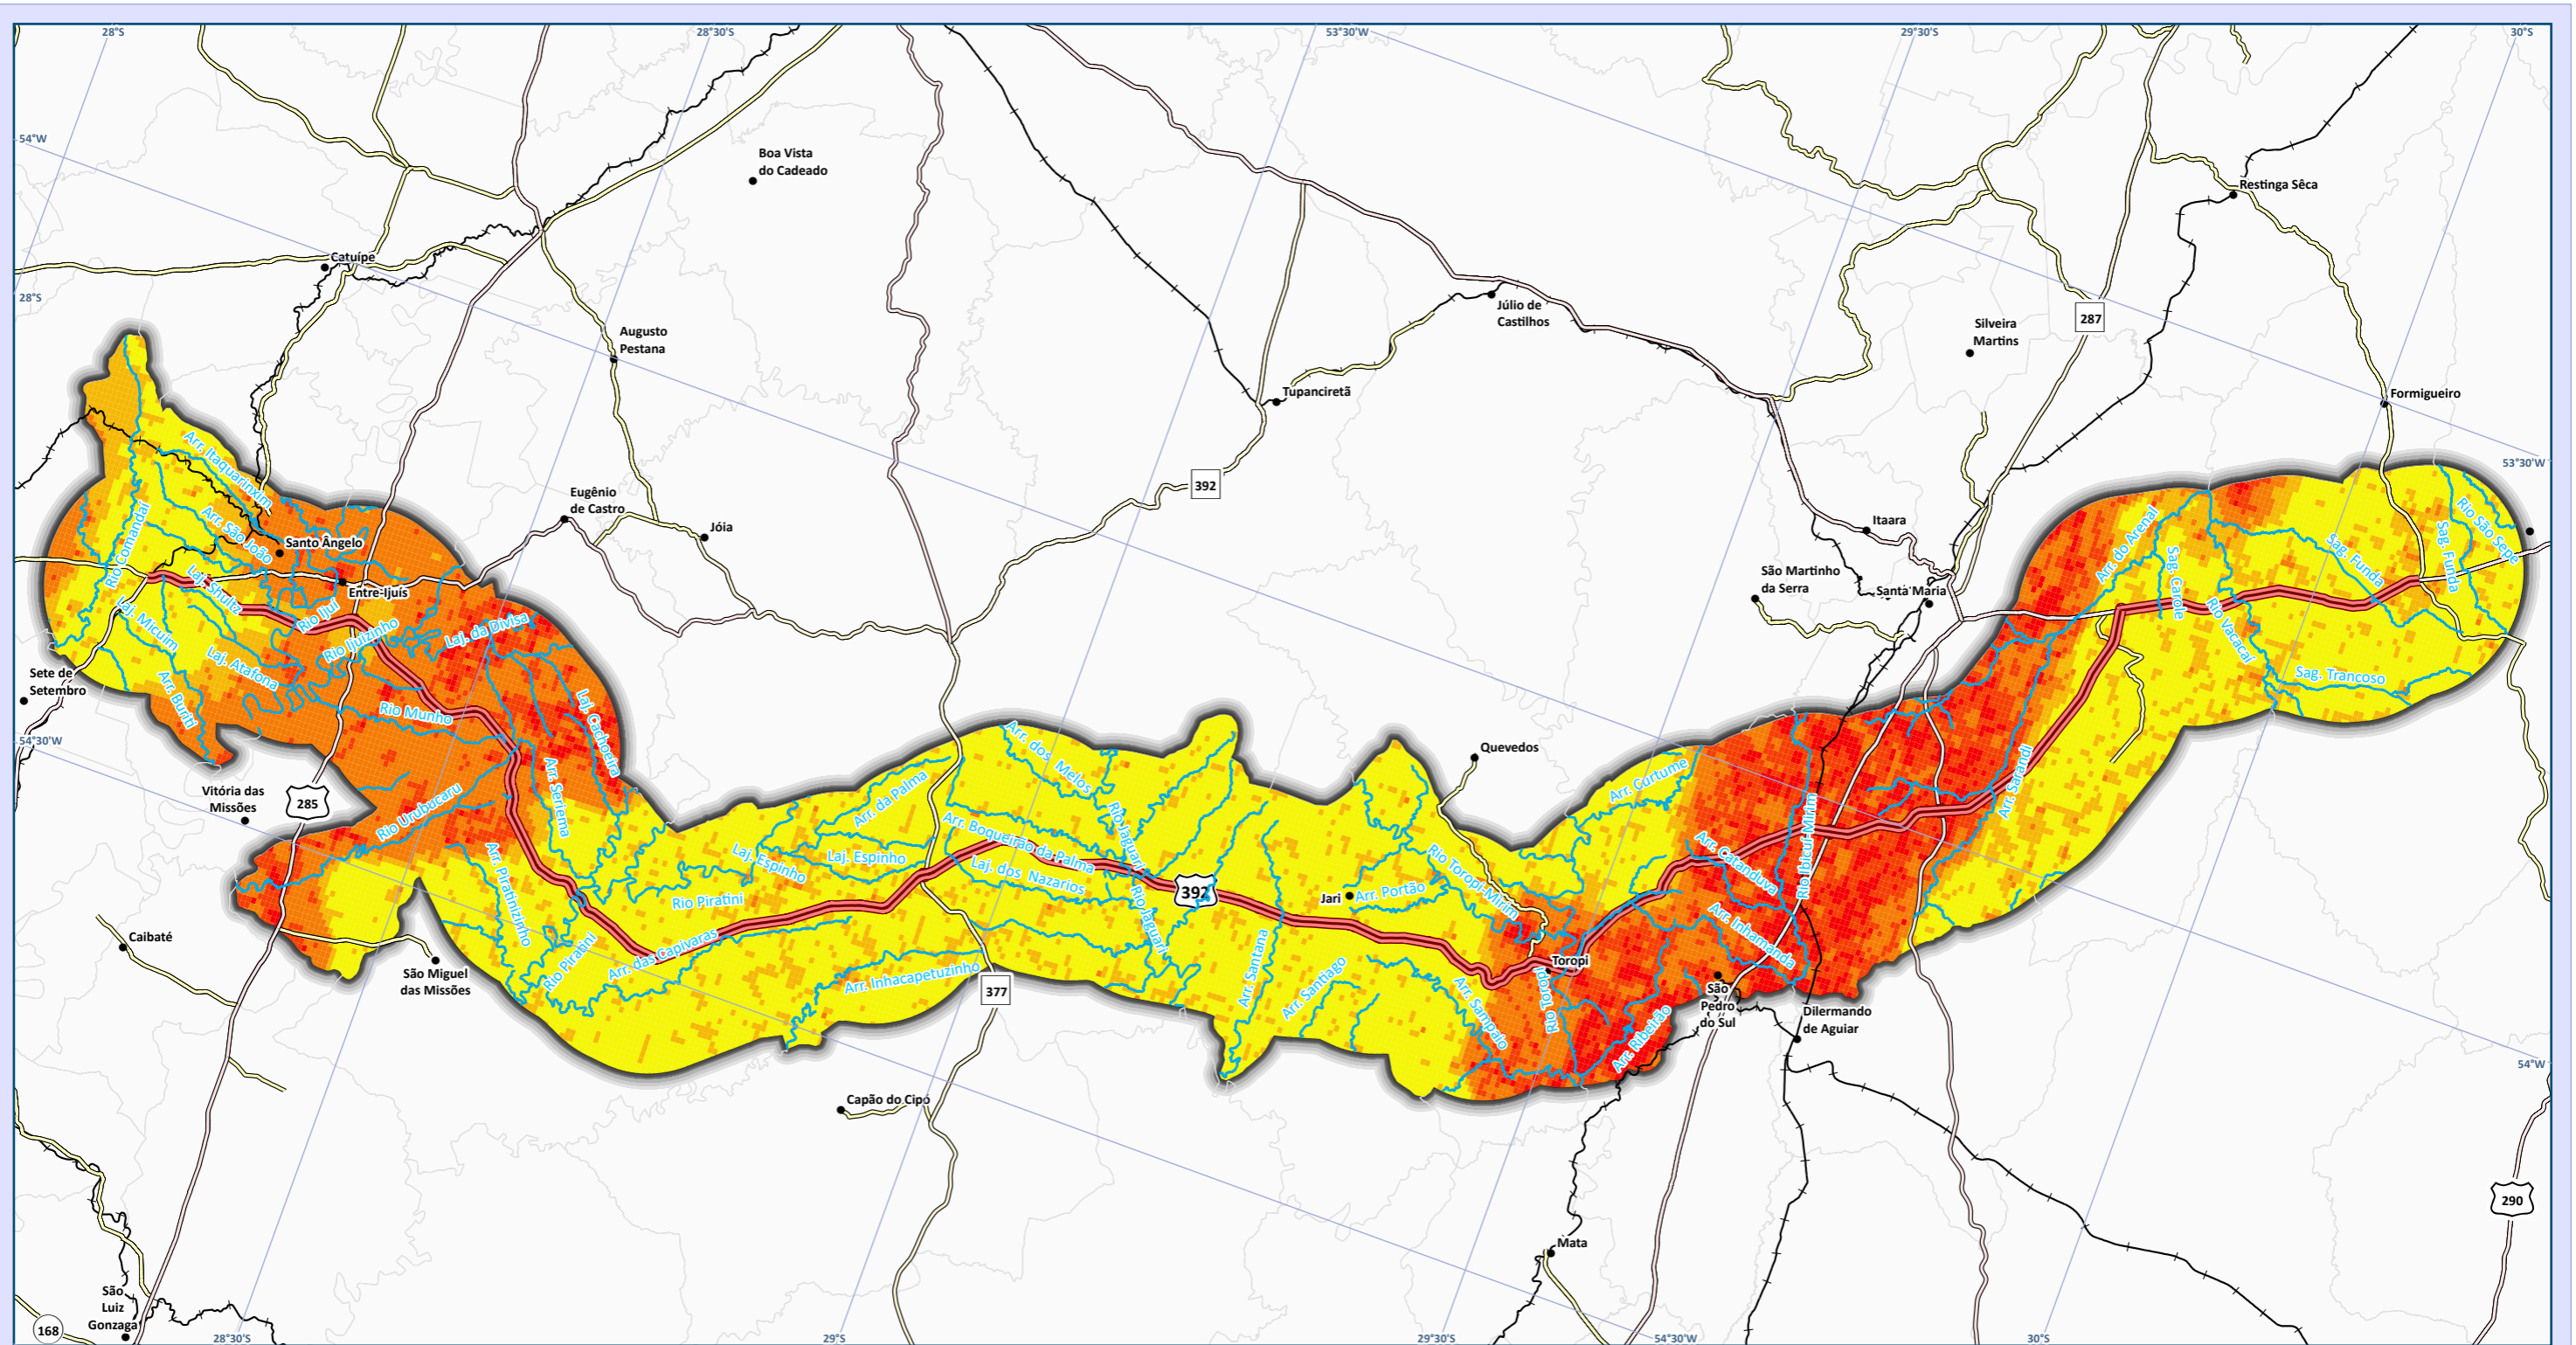 28°S
28°30'S
53°30'W
29°30'S
30°S
54°W
Boa Vista
do Cadeado
Restinga Sêca
Catuípe
28°S
Júlio de
Castilhos
287
Silveira
Martins
Augusto
Pestana
Tupanciretã
Formigueiro
Arr. Itaquarinxim
53°30'W
392
Eugênio
de Castro
Jóia
Itaara
Rio Comandaí
Arr. São João
Santo Ângelo
Arr. do Arenal
Sag. Carole
Sag. Funda
Sag. Funda
Rio São Sepé
São Martinho
da Serra
Santa Maria
Laj. Shultz
Entre-Ijuís
Rio Ijuí
Laj. Micuim
Rio Ijuizinho
Laj. da Divisa
Rio Vacacaí
Laj. Atafona
Sete de
Setembro
Arr. Buriti
Sag. Trancoso
Rio Munho
Laj. Cachoeira
54°30'W
Arr. dos Melos
Quevedos
Arr. Seriema
Arr. Curtume
Arr. Sarandi
Vitória das
Missões
285
Rio Urubucaru
Arr. da Palma
Rio Jaguari
Arr. Boqueirão da Palma
Rio Ibicuí-Mirim
Arr. Piratinizinho
Laj. Espinho
Laj. Espinho
Laj. dos Nazarios
Rio Toropi-Mirim
Arr. Catanduva
392
Rio Piratini
Jari
Arr. Portão
Rio Jaguari
Arr. Inhamanda
Caibaté
São Miguel
das Missões
Rio Piratini
Arr. das Capivaras
Arr. Inhacapetuzinho
377
Arr. Santana
Arr. Santiago
Arr. Sampaio
Toropi
Rio Toropi
São
Pedro
do Sul
Arr. Ribeirão
Dilermando
de Aguiar
54°W
Capão do Cipó
290
Mata
São
Luiz
Gonzaga
168
28°30'S
29°S
29°30'S
54°30'W
30°S